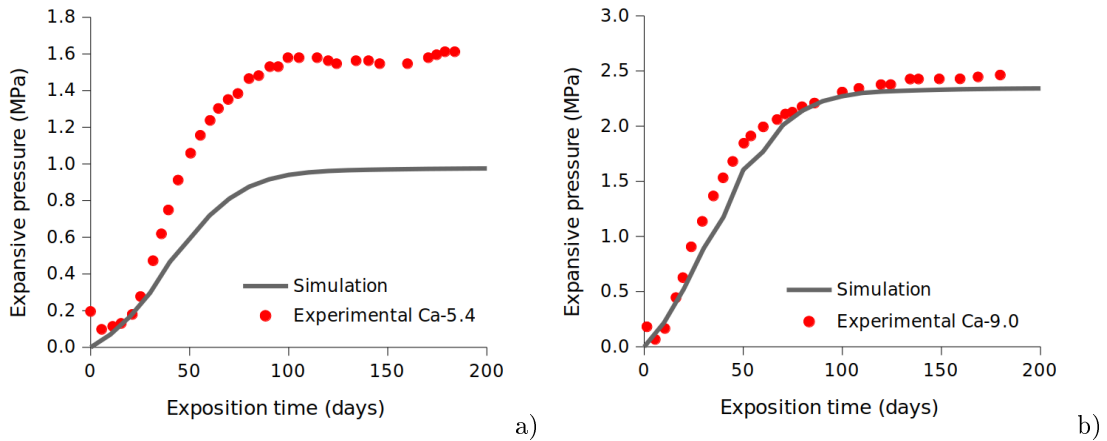 1.8
1.6
1.4
1.2
1.0
0.8
0.6
0.4
0.2
0.0
Expansive pressure (MPa)
Simulation
Experimental Ca-5.4
0 50 100 150 200
Exposition time (days)
a)
3.0
2.5
2.0
1.5
1.0
0.5
0.0
Expansive pressure (MPa)
Simulation
Experimental Ca-9.0
0 50 100 150 200
Exposition time (days)
b)